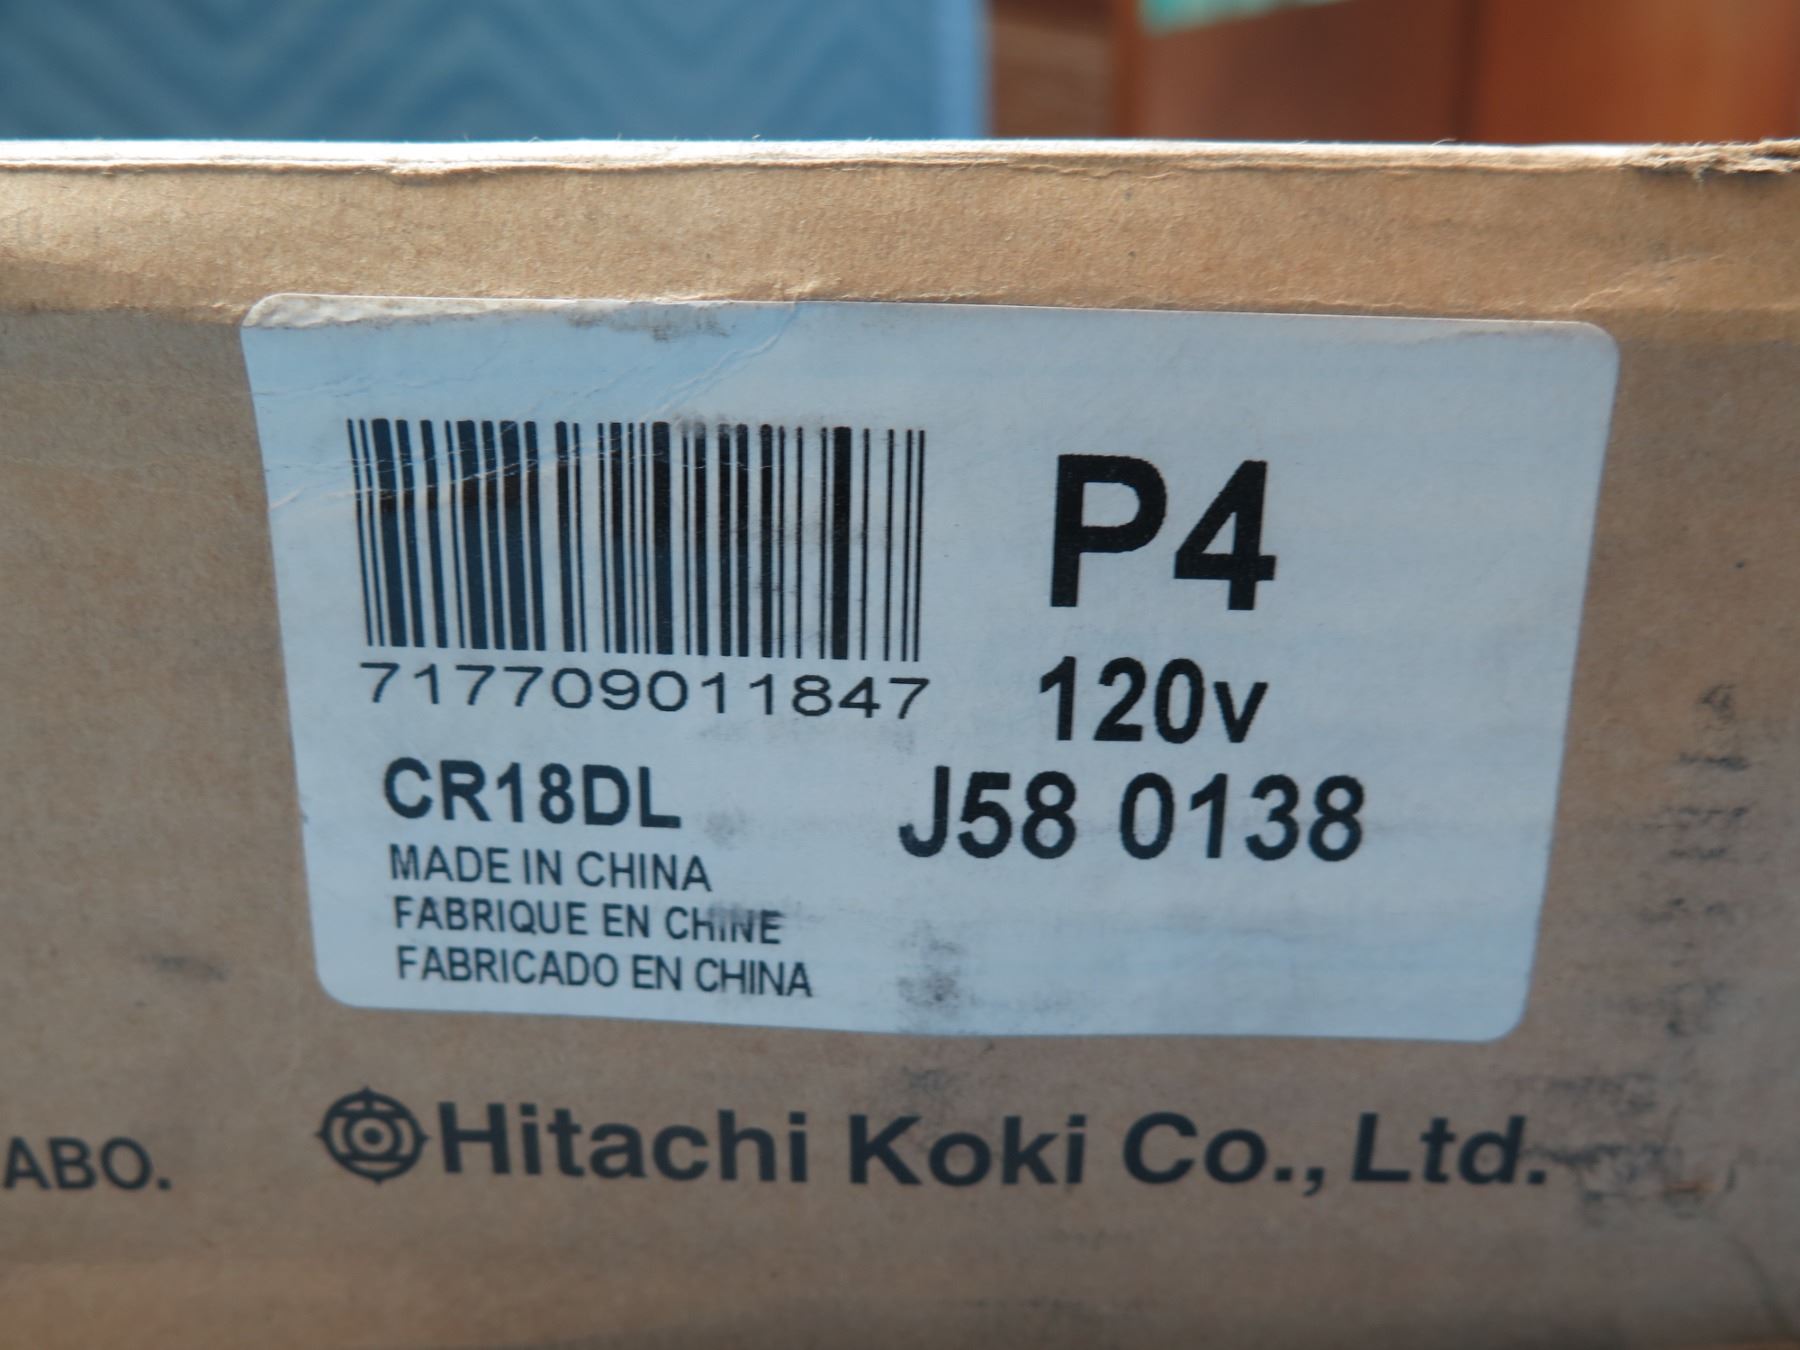 717709011847
P4
120v
CR18DL
J58 0138
MADE IN CHINA
FABRIQUE EN CHINE
FABRICADO EN CHINA
ABO.
Hitachi Koki Co., Ltd.